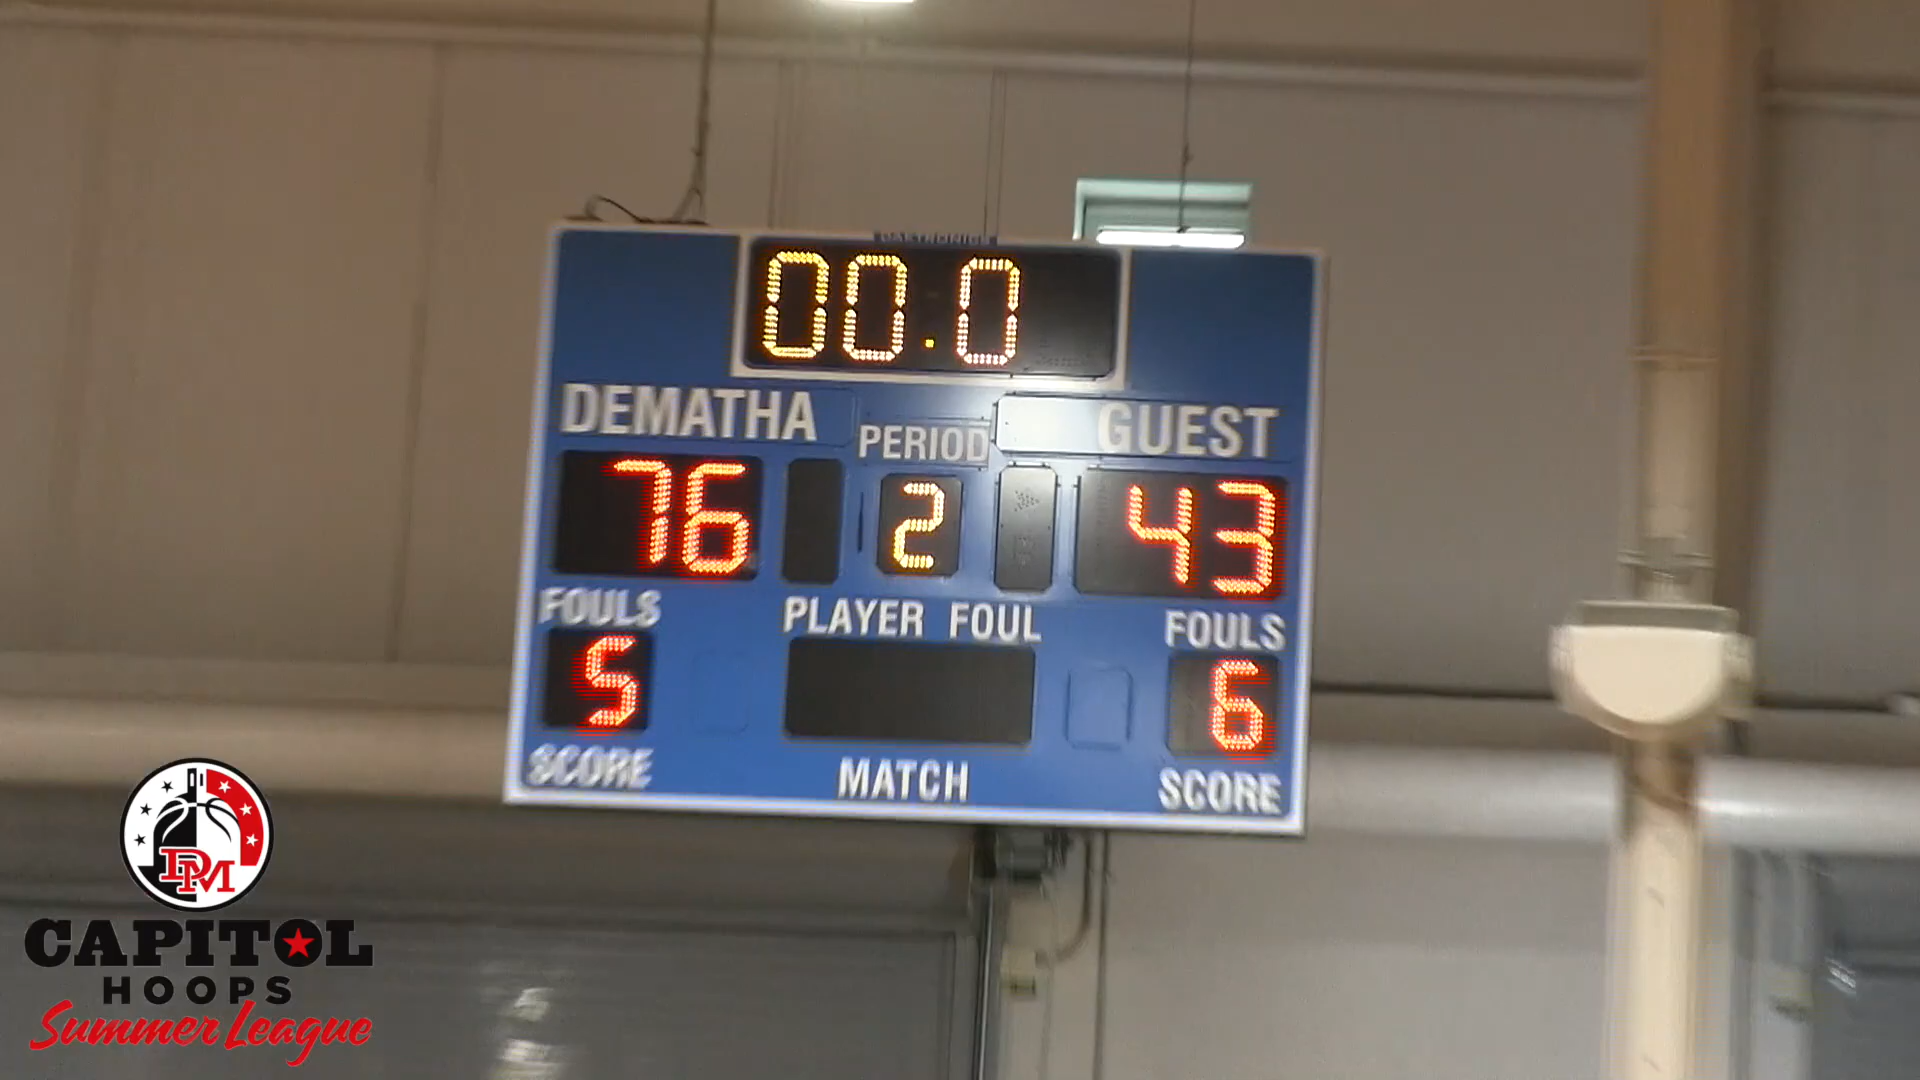 DAKTRONICS
00.0
DEMATHA
PERIOD
GUEST
76
2
43
FOULS
PLAYER FOUL
FOULS
5
6
SCORE
MATCH
SCORE
DM
CAPITOL
HOOPS
Summer League